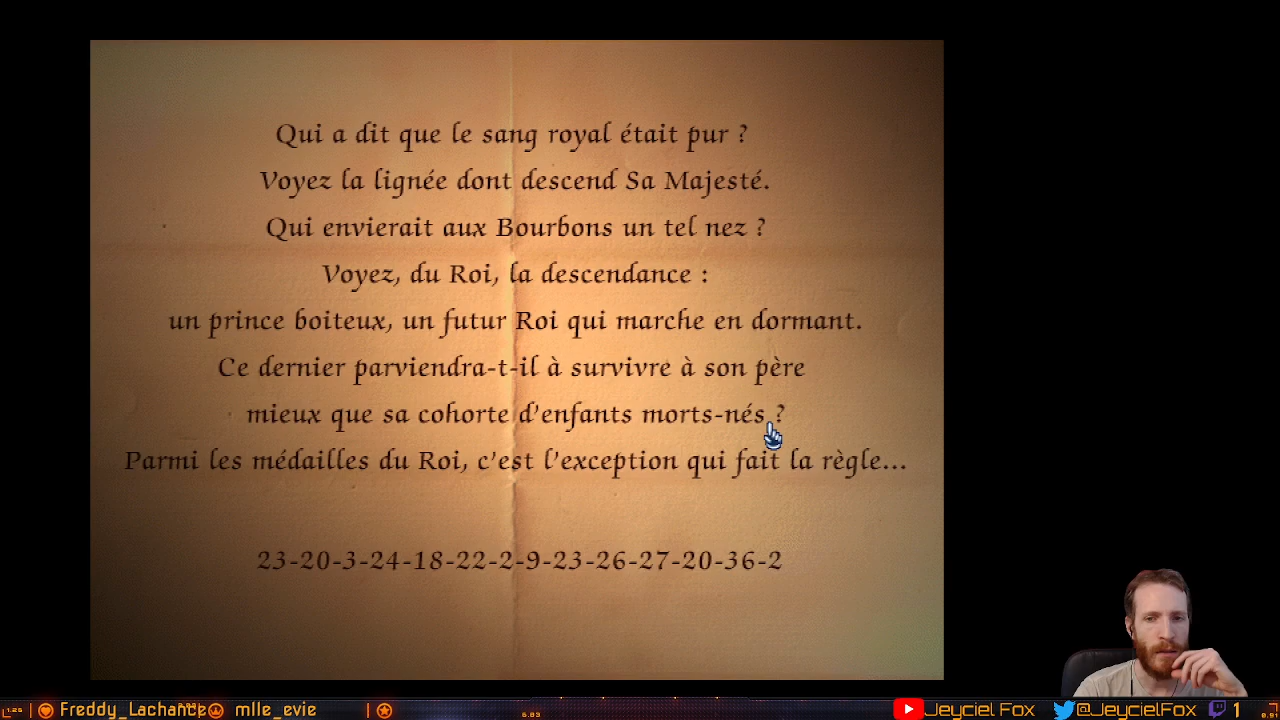 Qui a dit que le sang royal était pur ?
Voyez la lignée dont descend Sa Majesté.
Qui envierait aux Bourbons un tel nez ?
Voyez, du Roi, la descendance :
un prince boiteux, un futur Roi qui marche en dormant.
Ce dernier parviendra-t-il à survivre à son père
mieux que sa cohorte d'enfants morts-nés ?
Parmi les médailles du Roi, c'est l'exception qui fait la règle...
23-20-3-24-18-22-2-9-23-26-27-20-36-2
Freddy_Lachance mlle_evie Jeyciel Fox @JeycielFox 1